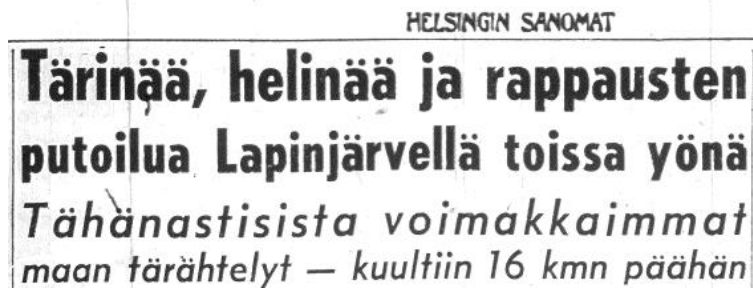 HELSINGIN SANOMAT
Tärinää, helinää ja rappausten
putoilua Lapinjärvellä toissa yönä
Tähänastisista voimakkaimmat
maan tärähtelyt — kuultiin 16 kmn päähän